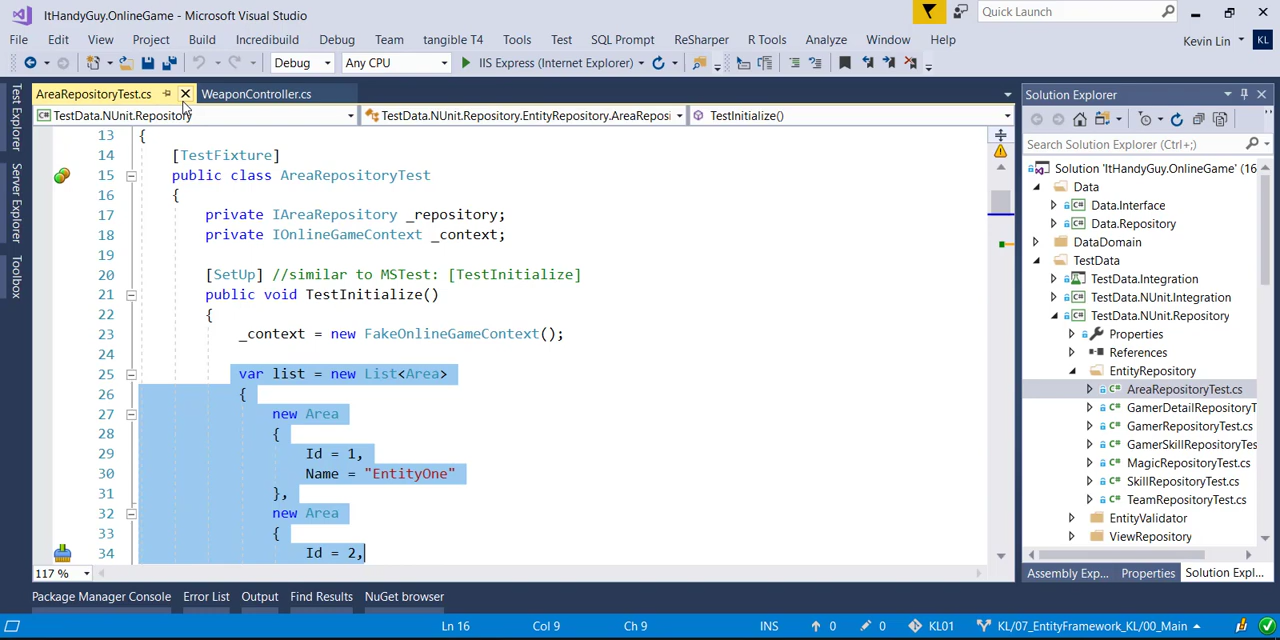 ItHandyGuy.OnlineGame - Microsoft Visual Studio
Quick Launch
File Edit View Project Build Incredibuild Debug Team tangible T4 Tools Test SQL Prompt ReSharper R Tools Analyze Window Help
Kevin Lin KL
Debug Any CPU IIS Express (Internet Explorer)
AreaRepositoryTest.cs WeaponController.cs
TestData.NUnit.Repository TestData.NUnit.Repository.EntityRepository.AreaReposi TestInitialize()
Test Explorer
Server Explorer
Toolbox
13 {
14 [TestFixture]
15 public class AreaRepositoryTest
16 {
17 private IAreaRepository _repository;
18 private IOnlineGameContext _context;
19
20 [SetUp] //similar to MSTest: [TestInitialize]
21 public void TestInitialize()
22 {
23 _context = new FakeOnlineGameContext();
24
25 var list = new List<Area>
26 {
27 new Area
28 {
29 Id = 1,
30 Name = "EntityOne"
31 },
32 new Area
33 {
34 Id = 2,
117 %
Solution Explorer
Search Solution Explorer (Ctrl+;)
Solution 'ItHandyGuy.OnlineGame' (16
Data
Data.Interface
Data.Repository
DataDomain
TestData
TestData.Integration
TestData.NUnit.Integration
TestData.NUnit.Repository
Properties
References
EntityRepository
AreaRepositoryTest.cs
GamerDetailRepositoryT
GamerRepositoryTest.cs
GamerSkillRepositoryTes
MagicRepositoryTest.cs
SkillRepositoryTest.cs
TeamRepositoryTest.cs
EntityValidator
ViewRepository
Assembly Exp... Properties Solution Expl...
Package Manager Console Error List Output Find Results NuGet browser
Ln 16 Col 9 Ch 9 INS 0 0 KL01 KL/07_EntityFramework_KL/00_Main